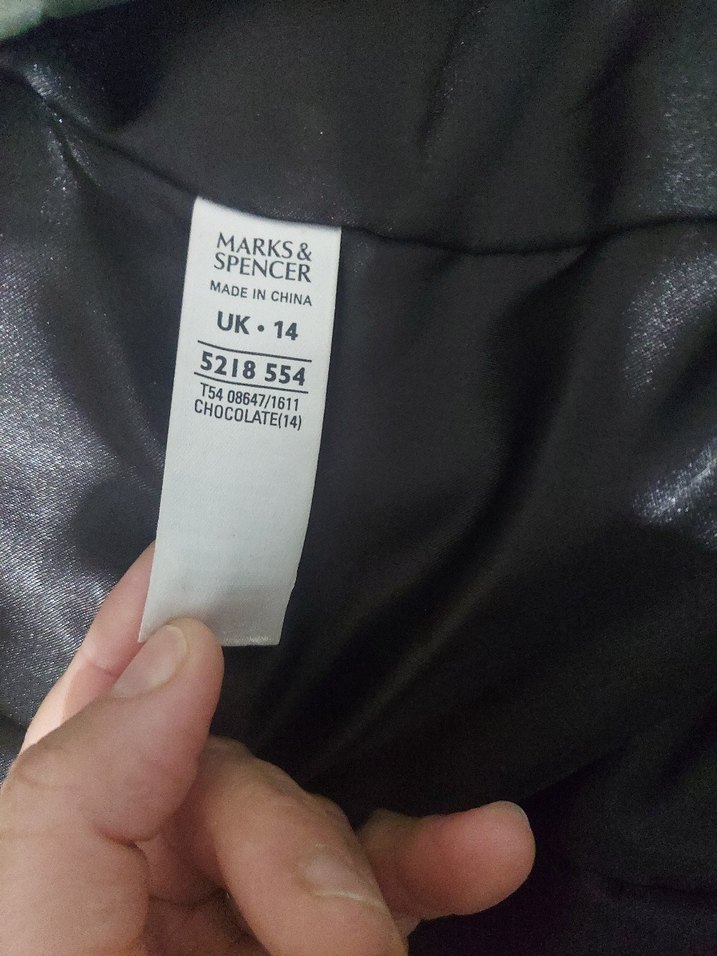 MARKS &
SPENCER
MADE IN CHINA
UK • 14
5218 554
T54 08647/1611
CHOCOLATE(14)